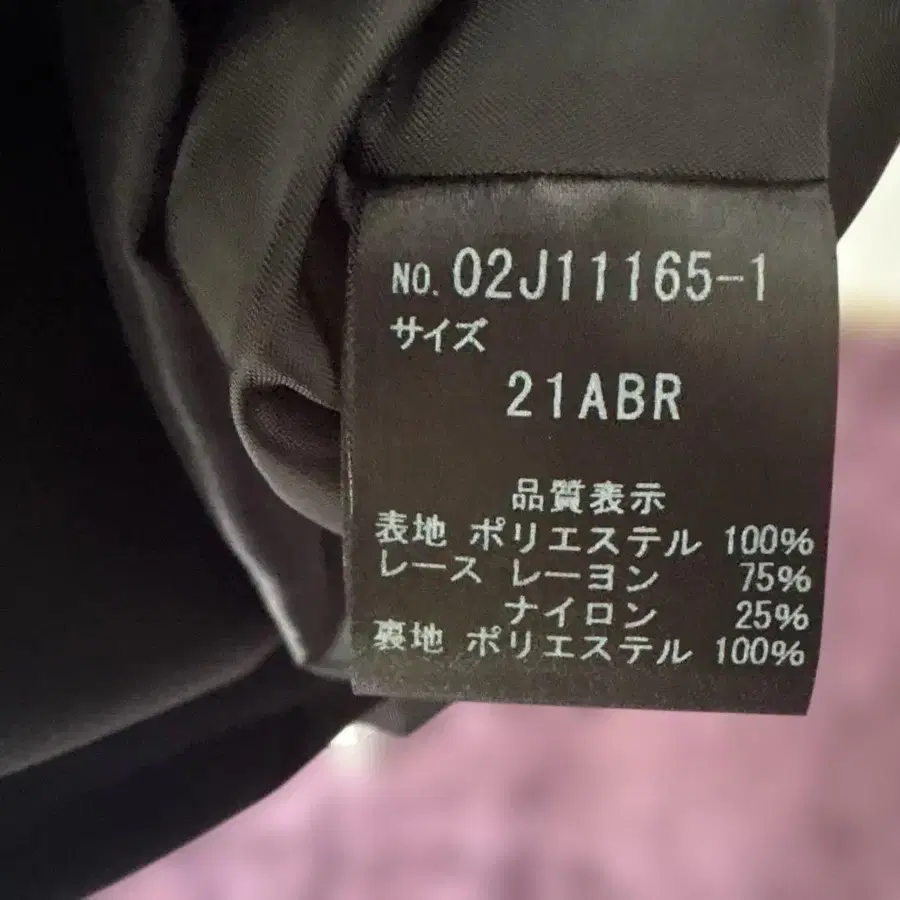 NO. 02J11165-1
サイズ
21ABR
品質表示
表地 ポリエステル 100%
レース レーヨン 75%
ナイロン 25%
裏地 ポリエステル 100%